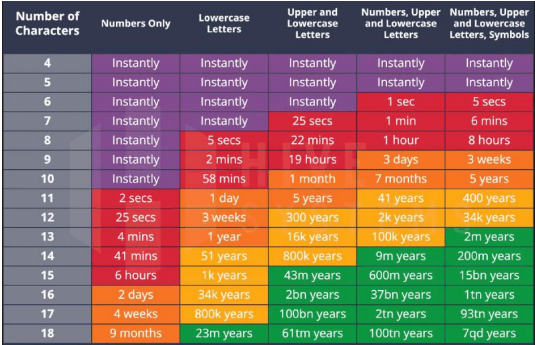 Number of Characters Numbers Only Lowercase Letters Upper and Lowercase Letters Numbers, Upper and Lowercase Letters Numbers, Upper and Lowercase Letters, Symbols
4 Instantly Instantly Instantly Instantly Instantly
5 Instantly Instantly Instantly Instantly Instantly
6 Instantly Instantly Instantly 1 sec 5 secs
7 Instantly Instantly 25 secs 1 min 6 mins
8 Instantly 5 secs 22 mins 1 hour 8 hours
9 Instantly 2 mins 19 hours 3 days 3 weeks
10 Instantly 58 mins 1 month 7 months 5 years
11 2 secs 1 day 5 years 41 years 400 years
12 25 secs 3 weeks 300 years 2k years 34k years
13 4 mins 1 year 16k years 100k years 2m years
14 41 mins 51 years 800k years 9m years 200m years
15 6 hours 1k years 43m years 600m years 15bn years
16 2 days 34k years 2bn years 37bn years 1tn years
17 4 weeks 800k years 100bn years 2tn years 93tn years
18 9 months 23m years 61tm years 100tn years 7qd years